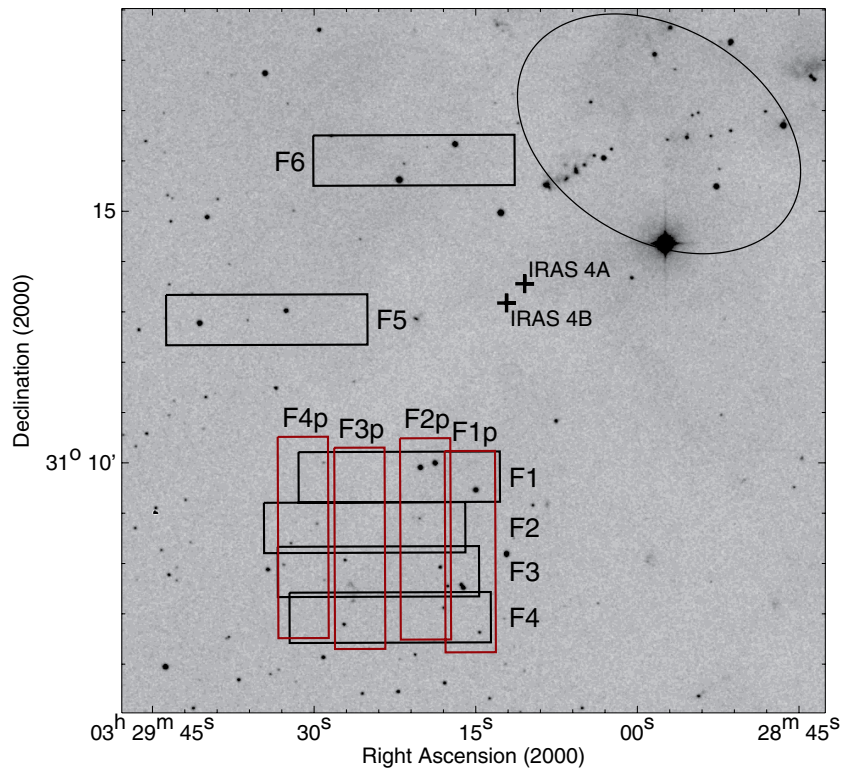 F6
15
IRAS 4A
IRAS 4B
F5
Declination (2000)
F4p F3p F2p F1p
31° 10'
F1
F2
F3
F4
03ʰ 29ᵐ 45ˢ 30ˢ 15ˢ 00ˢ 28ᵐ 45ˢ
Right Ascension (2000)